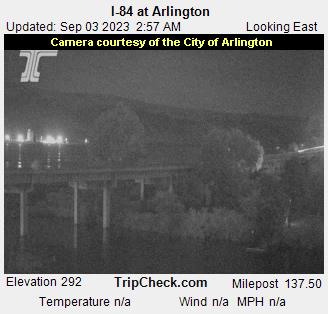 I-84 at Arlington
Updated: Sep 03 2023 2:57 AM Looking East
Camera courtesy of the City of Arlington
Elevation 292 TripCheck.com Milepost 137.50
Temperature n/a Wind n/a MPH n/a